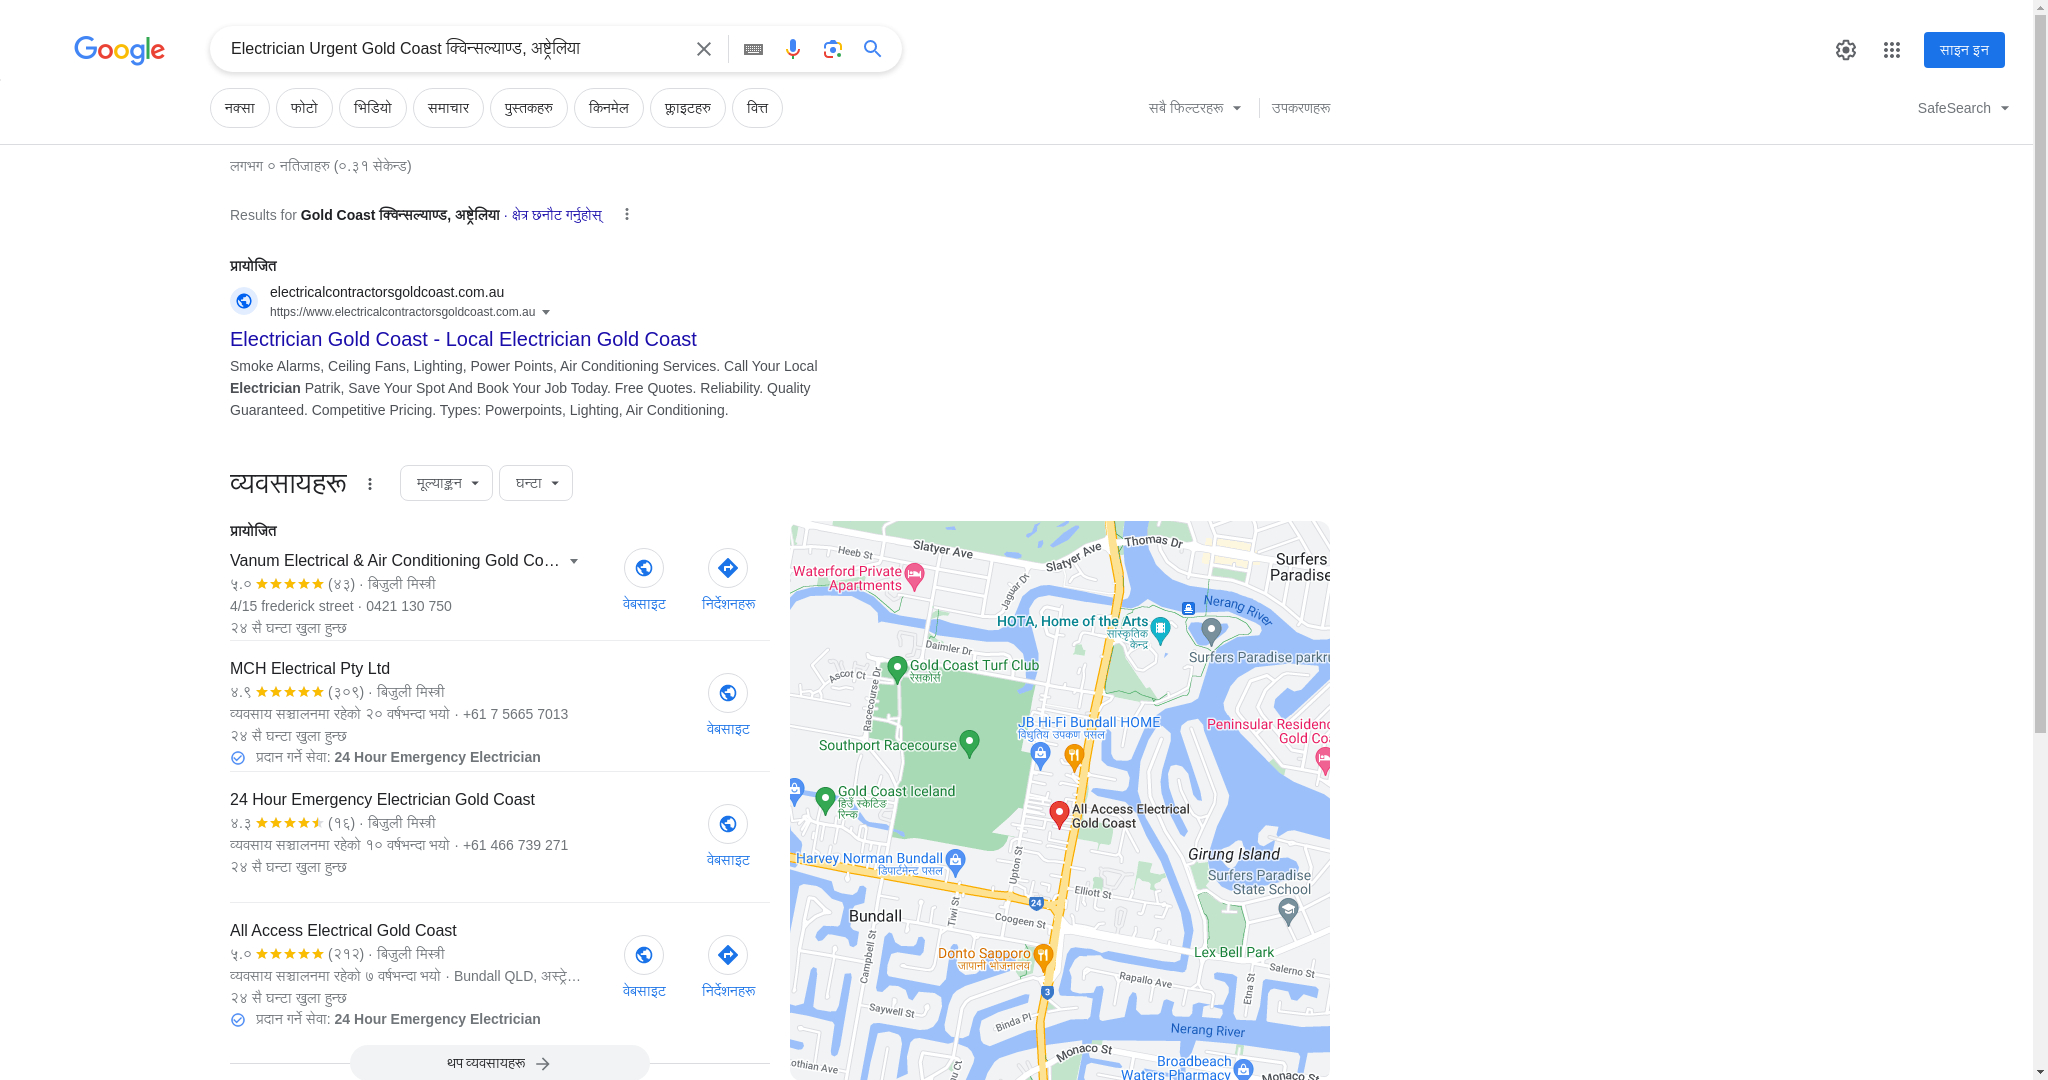 Google
Electrician Urgent Gold Coast क्विन्सल्याण्ड, अष्ट्रेलिया
साइन इन
नक्सा
फोटो
भिडियो
समाचार
पुस्तकहरु
किनमेल
फ्लाइटहरु
वित्त
सबै फिल्टरहरू
उपकरणहरू
SafeSearch
लगभग ० नतिजाहरु (०.३१ सेकेन्ड)
Results for Gold Coast क्विन्सल्याण्ड, अष्ट्रेलिया · क्षेत्र छनौट गर्नुहोस्
प्रायोजित
electricalcontractorsgoldcoast.com.au
https://www.electricalcontractorsgoldcoast.com.au
Electrician Gold Coast - Local Electrician Gold Coast
Smoke Alarms, Ceiling Fans, Lighting, Power Points, Air Conditioning Services. Call Your Local
Electrician Patrik, Save Your Spot And Book Your Job Today. Free Quotes. Reliability. Quality
Guaranteed. Competitive Pricing. Types: Powerpoints, Lighting, Air Conditioning.
व्यवसायहरू
मूल्याङ्कन
घन्टा
प्रायोजित
Vanum Electrical & Air Conditioning Gold Co...
५.० (४३) · बिजुली मिस्त्री
4/15 frederick street · 0421 130 750
२४ सै घन्टा खुला हुन्छ
वेबसाइट
निर्देशनहरू
MCH Electrical Pty Ltd
४.९ (३०९) · बिजुली मिस्त्री
व्यवसाय सञ्चालनमा रहेको २० वर्षभन्दा भयो · +61 7 5665 7013
२४ सै घन्टा खुला हुन्छ
प्रदान गर्ने सेवा: 24 Hour Emergency Electrician
वेबसाइट
24 Hour Emergency Electrician Gold Coast
४.३ (१६) · बिजुली मिस्त्री
व्यवसाय सञ्चालनमा रहेको १० वर्षभन्दा भयो · +61 466 739 271
२४ सै घन्टा खुला हुन्छ
वेबसाइट
All Access Electrical Gold Coast
५.० (२१२) · बिजुली मिस्त्री
व्यवसाय सञ्चालनमा रहेको ७ वर्षभन्दा भयो · Bundall QLD, अस्ट्रे...
२४ सै घन्टा खुला हुन्छ
प्रदान गर्ने सेवा: 24 Hour Emergency Electrician
वेबसाइट
निर्देशनहरू
थप व्यवसायहरू
Heeb St
Slatyer Ave
Slatyer Ave
Thomas Dr
Surfers
Paradise
Waterford Private
Apartments
Jaguar Dr
Nerang River
HOTA, Home of the Arts
सांस्कृतिक
केन्द्र
Daimler Dr
Surfers Paradise parkru
Gold Coast Turf Club
रेसकोर्स
Ascot Ct
Racecourse Dr
JB Hi-Fi Bundall HOME
विघुतिय उपकण पसल
Peninsular Residenc
Gold Coa
Southport Racecourse
Gold Coast Iceland
हिउँ स्केटिङ
रिन्क
All Access Electrical
Gold Coast
Harvey Norman Bundall
डिपार्टमेन्ट पसल
Upton St
Girung Island
Surfers Paradise
State School
Elliott St
24
Bundall
Tiwi St
Coogeen St
Campbell St
Donto Sapporo
जापानी भोजनालय
Lex Bell Park
Salerno St
Rapallo Ave
Etna St
3
Saywell St
Binda Pl
Nerang River
Monaco St
othian Ave
Broadbeach
Waters Pharmacy
Monaco St